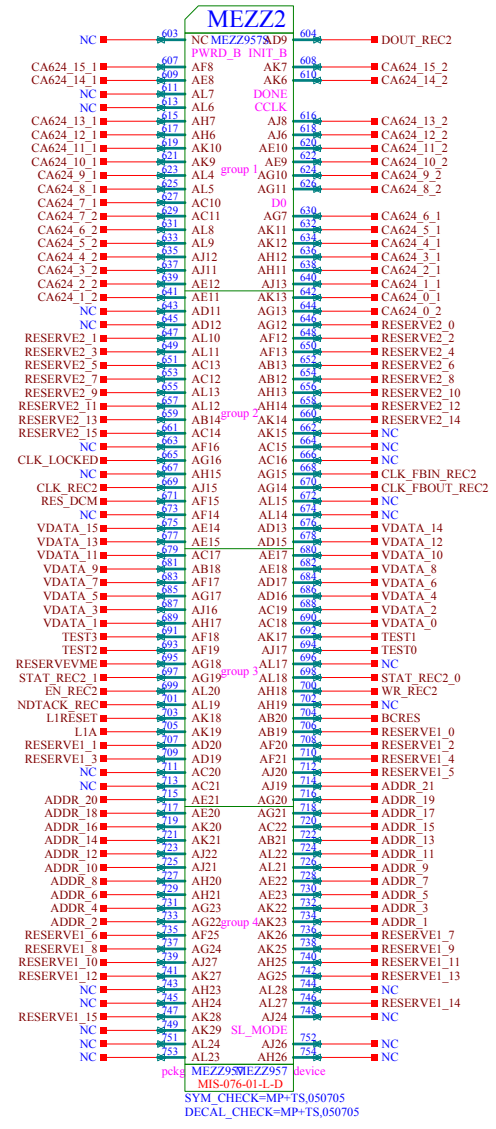 MEZZ2
NC 603 NC MEZZ957S AD9 604 DOUT_REC2
PWRD_B INIT_B
CA624_15_1 607 AF8 AK7 608 CA624_15_2
CA624_14_1 609 AE8 AK6 610 CA624_14_2
NC 611 AL7 DONE
NC 613 AL6 CCLK
CA624_13_1 615 AH7 AJ8 616 CA624_13_2
CA624_12_1 617 AH6 AJ6 618 CA624_12_2
CA624_11_1 619 AK10 AE10 620 CA624_11_2
CA624_10_1 621 AK9 AE9 622 CA624_10_2
CA624_9_1 623 AL4 group 1 AG10 624 CA624_9_2
CA624_8_1 625 AL5 AG11 626 CA624_8_2
CA624_7_1 627 AC10 D0
CA624_7_2 629 AC11 AG7 630 CA624_6_1
CA624_6_2 631 AL8 AK11 632 CA624_5_1
CA624_5_2 633 AL9 AK12 634 CA624_4_1
CA624_4_2 635 AJ12 AH12 636 CA624_3_1
CA624_3_2 637 AJ11 AH11 638 CA624_2_1
CA624_2_2 639 AE12 AJ13 640 CA624_1_1
CA624_1_2 641 AE11 AK13 642 CA624_0_1
NC 643 AD11 AG13 644 CA624_0_2
NC 645 AD12 AG12 646 RESERVE2_0
RESERVE2_1 647 AL10 AF12 648 RESERVE2_2
RESERVE2_3 649 AL11 AF13 650 RESERVE2_4
RESERVE2_5 651 AC13 AB13 652 RESERVE2_6
RESERVE2_7 653 AC12 AB12 654 RESERVE2_8
RESERVE2_9 655 AL13 AH13 656 RESERVE2_10
RESERVE2_11 657 AL12 AH14 658 RESERVE2_12
RESERVE2_13 659 AB14 group 2 AK14 660 RESERVE2_14
RESERVE2_15 661 AC14 AK15 662 NC
NC 663 AF16 AC15 664 NC
CLK_LOCKED 665 AG16 AC16 666 NC
NC 667 AH15 AG15 668 CLK_FBIN_REC2
CLK_REC2 669 AJ15 AG14 670 CLK_FBOUT_REC2
RES_DCM 671 AF15 AL15 672 NC
NC 673 AF14 AL14 674 NC
VDATA_15 675 AE14 AD13 676 VDATA_14
VDATA_13 677 AE15 AD15 678 VDATA_12
VDATA_11 679 AC17 AE17 680 VDATA_10
VDATA_9 681 AB18 AE18 682 VDATA_8
VDATA_7 683 AF17 AD17 684 VDATA_6
VDATA_5 685 AG17 AD16 686 VDATA_4
VDATA_3 687 AJ16 AC19 688 VDATA_2
VDATA_1 689 AH17 AC18 690 VDATA_0
TEST3 691 AF18 AK17 692 TEST1
TEST2 693 AF19 AJ17 694 TEST0
RESERVEVME 695 AG18 AL17 696 NC
STAT_REC2_1 697 AG19 group 3 AL18 698 STAT_REC2_0
EN_REC2 699 AL20 AH18 700 WR_REC2
NDTACK_REC 701 AL19 AH19 702 NC
L1RESET 703 AK18 AB20 704 BCRES
L1A 705 AK19 AB19 706 RESERVE1_0
RESERVE1_1 707 AD20 AF20 708 RESERVE1_2
RESERVE1_3 709 AD19 AF21 710 RESERVE1_4
NC 711 AC20 AJ20 712 RESERVE1_5
NC 713 AC21 AJ19 714 ADDR_21
ADDR_20 715 AE21 AG20 716 ADDR_19
ADDR_18 717 AE20 AG21 718 ADDR_17
ADDR_16 719 AK20 AC22 720 ADDR_15
ADDR_14 721 AK21 AB21 722 ADDR_13
ADDR_12 723 AJ22 AL22 724 ADDR_11
ADDR_10 725 AJ21 AL21 726 ADDR_9
ADDR_8 727 AH20 AE22 728 ADDR_7
ADDR_6 729 AH21 AE23 730 ADDR_5
ADDR_4 731 AG23 AK22 732 ADDR_3
ADDR_2 733 AG22 group 4 AK23 734 ADDR_1
RESERVE1_6 735 AF25 AK26 736 RESERVE1_7
RESERVE1_8 737 AG24 AK25 738 RESERVE1_9
RESERVE1_10 739 AJ27 AH25 740 RESERVE1_11
RESERVE1_12 741 AK27 AG25 742 RESERVE1_13
NC 743 AH23 AL28 744 NC
NC 745 AH24 AL27 746 RESERVE1_14
RESERVE1_15 747 AK28 AJ24 748 NC
NC 749 AK29 SL_MODE
NC 751 AL24 AJ26 752 NC
NC 753 AL23 AH26 754 NC
pckg MEZZ957 MEZZ957 device
MIS-076-01-L-D
SYM_CHECK=MP+TS,050705
DECAL_CHECK=MP+TS,050705